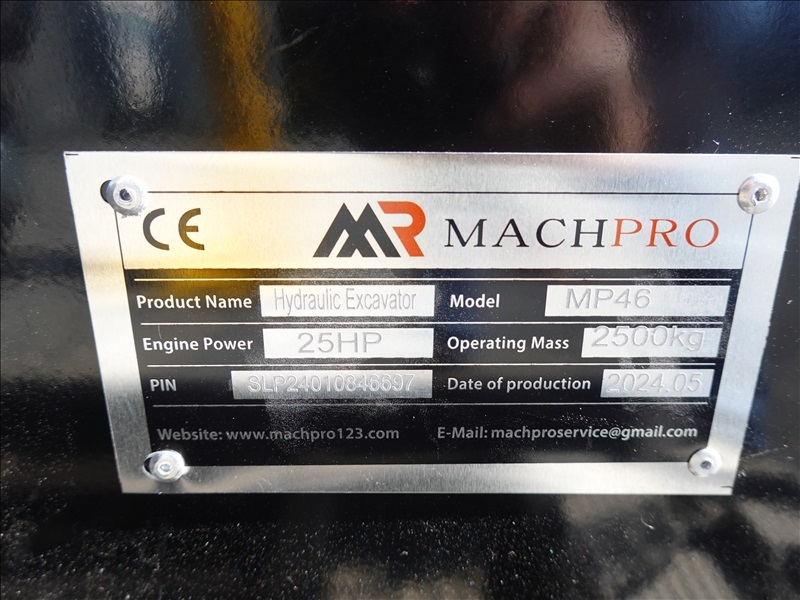 CE MR MACHPRO
Product Name Hydraulic Excavator Model MP46
Engine Power 25HP Operating Mass 2500kg
PIN SLP24010846697 Date of production 2024.05
Website: www.machpro123.com E-Mail: machproservice@gmail.com